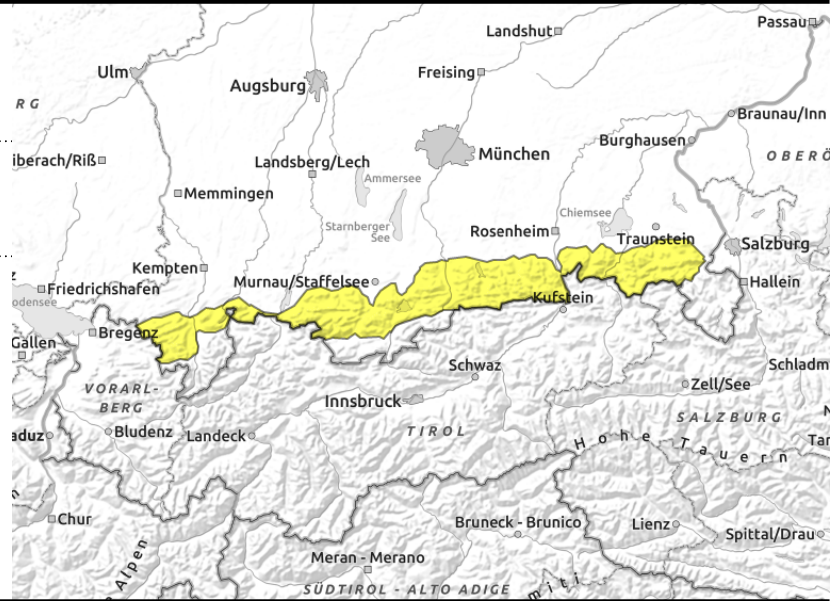 Passau
Landshut
Ulm
Freising
Augsburg
RG
Braunau/Inn
Burghausen
München
OBERÖ
iberach/Riß
Landsberg/Lech
Ammersee
Memmingen
Chiemsee
Starnberger
See
Rosenheim
Traunstein
Salzburg
Kempten
Murnau/Staffelsee
Hallein
z
Friedrichshafen
odensee
Kufstein
Bregenz
Gallen
Schwaz
Schladm
VORARL-
BERG
Zell/See
Innsbruck
SALZBURG
N
aduz
Bludenz
Landeck
TIROL
Hohe Tauern
Tar
n
Chur
Bruneck - Brunico
Lienz
Spittal/Drau
Alpen
Meran - Merano
SÜDTIROL - ALTO ADIGE
miti